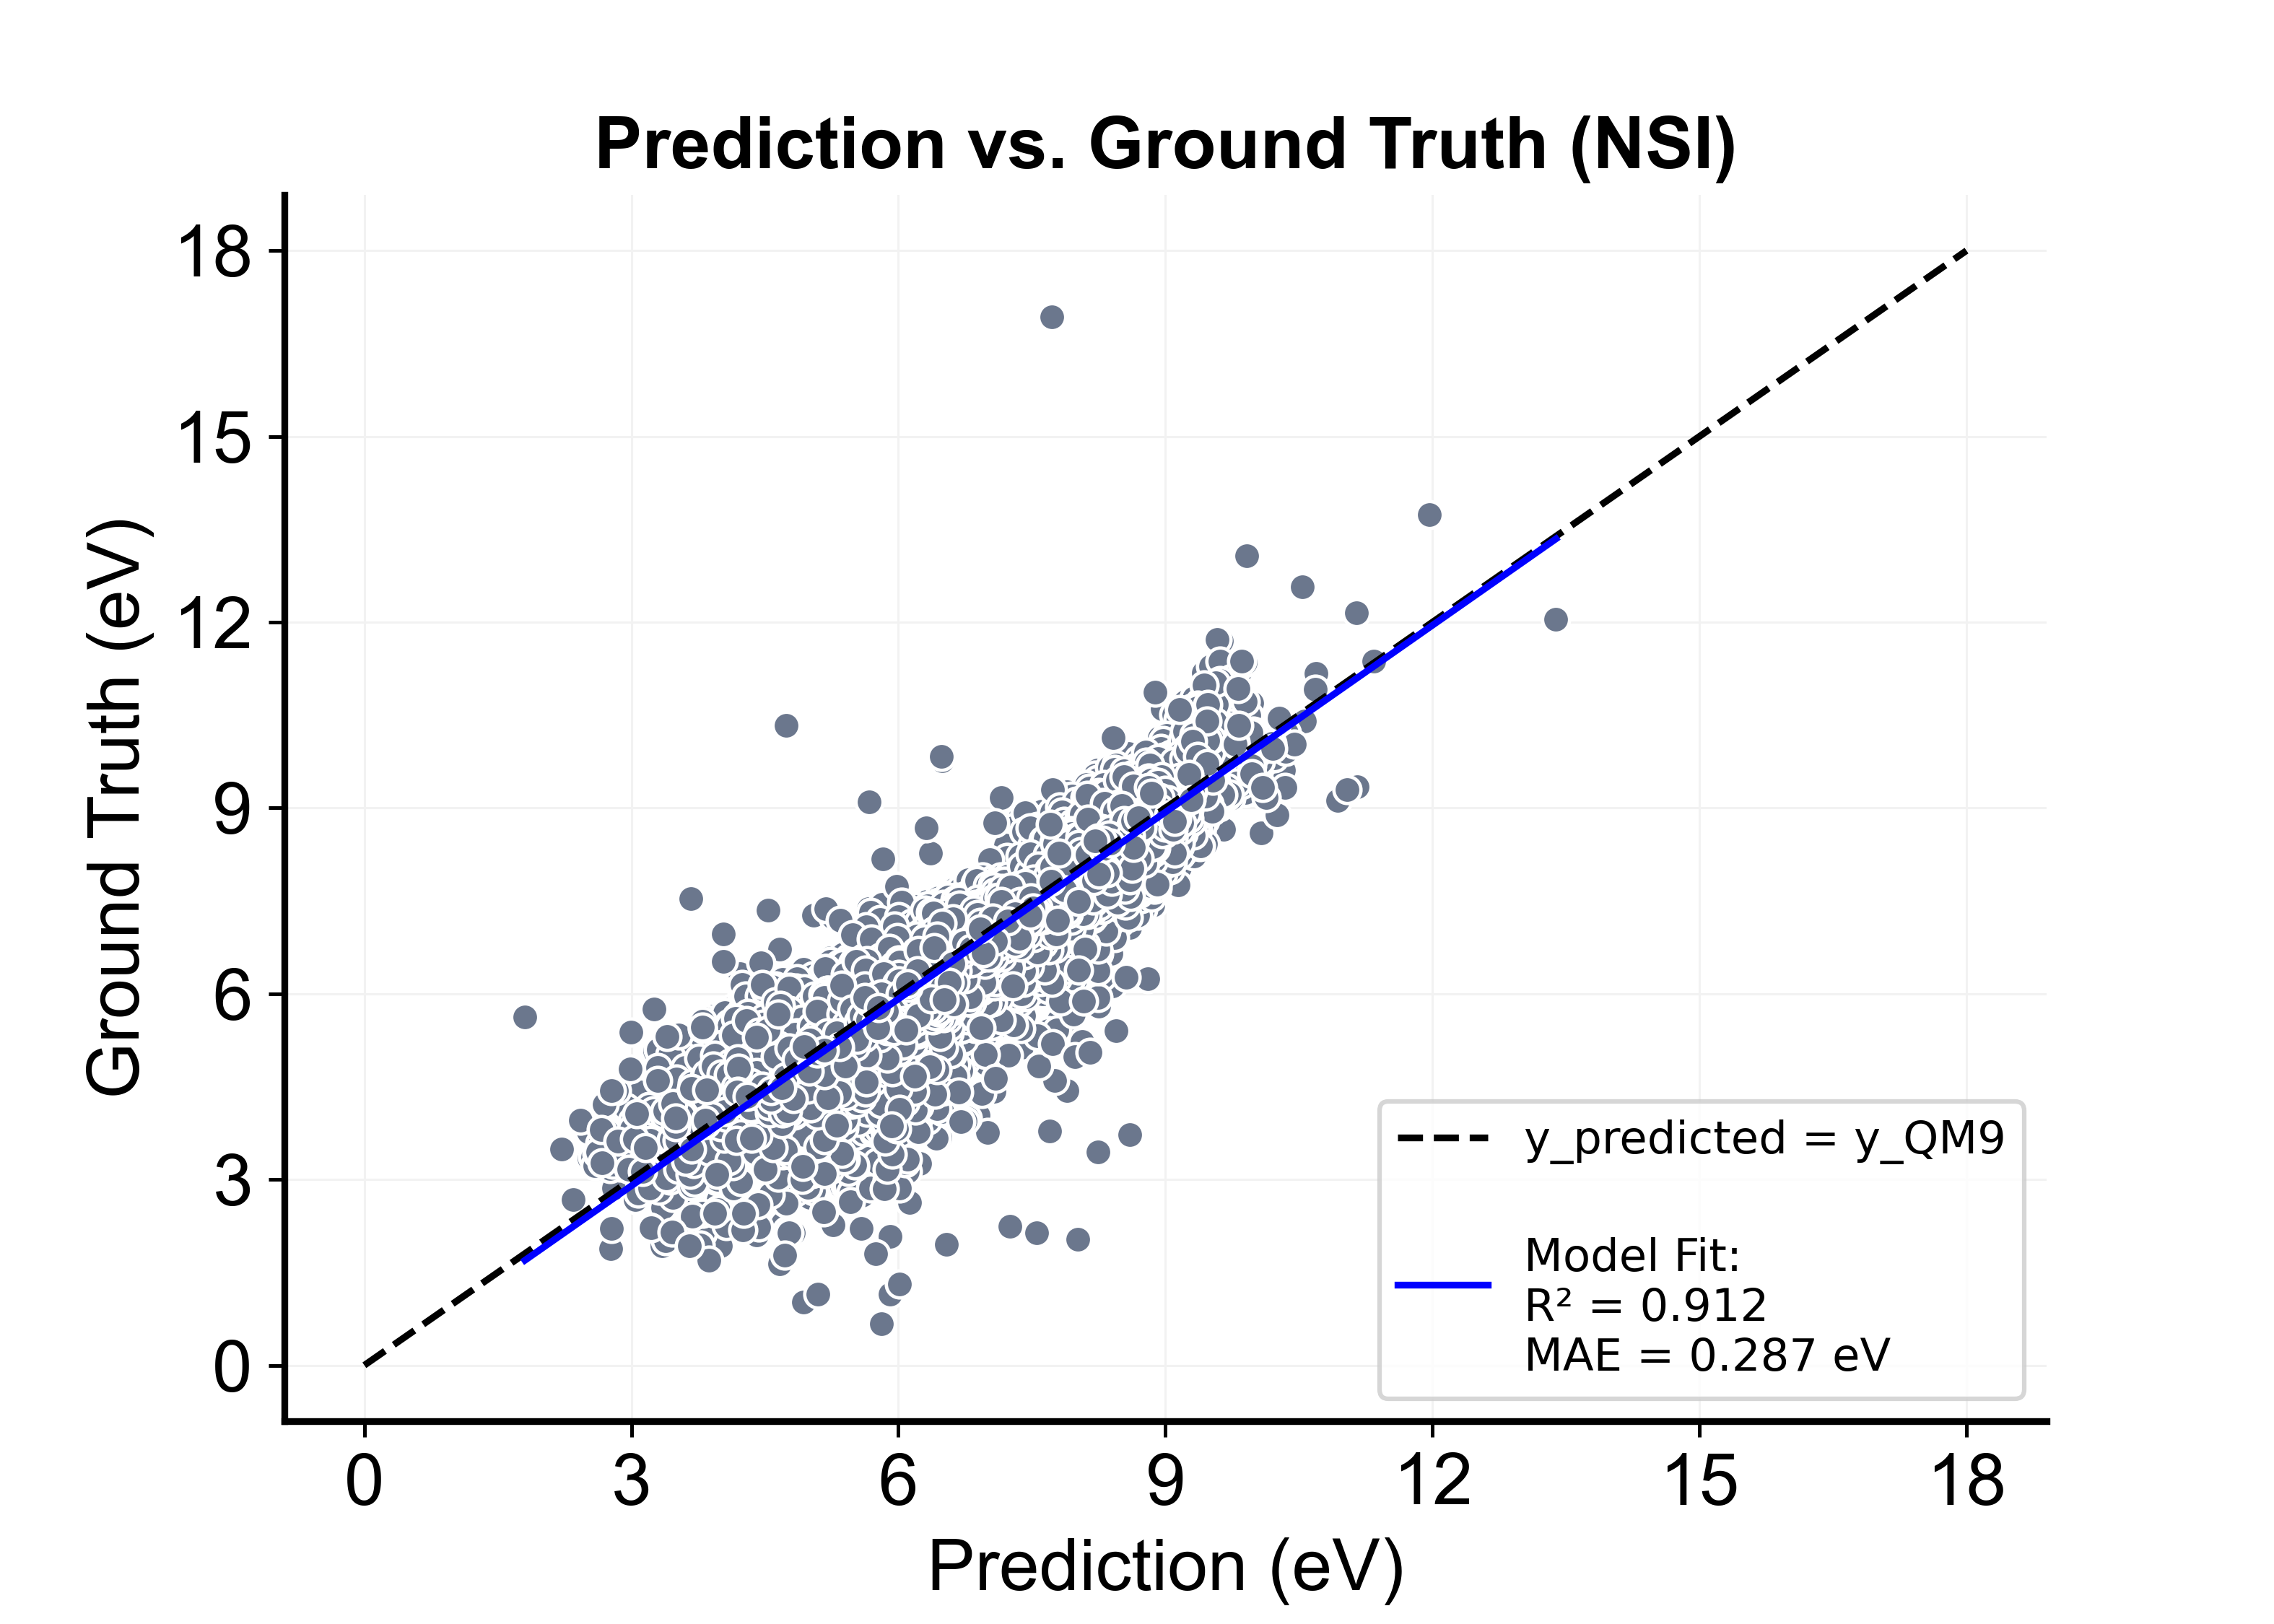 Prediction vs. Ground Truth (NSI)
18
15
12
9
6
3
0
Ground Truth (eV)
y_predicted = y_QM9
Model Fit:
R² = 0.912
MAE = 0.287 eV
0 3 6 9 12 15 18
Prediction (eV)